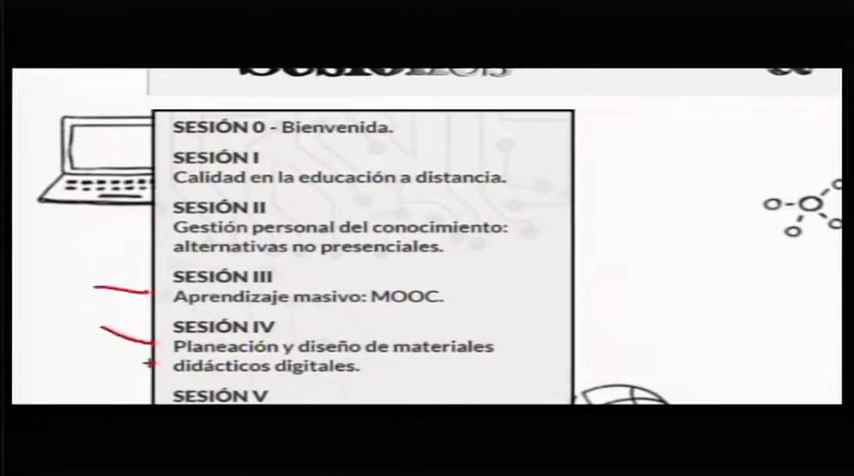 SESIÓN 0 - Bienvenida.
SESIÓN I
Calidad en la educación a distancia.
SESIÓN II
Gestión personal del conocimiento:
alternativas no presenciales.
SESIÓN III
Aprendizaje masivo: MOOC.
SESIÓN IV
Planeación y diseño de materiales
didácticos digitales.
SESIÓN V